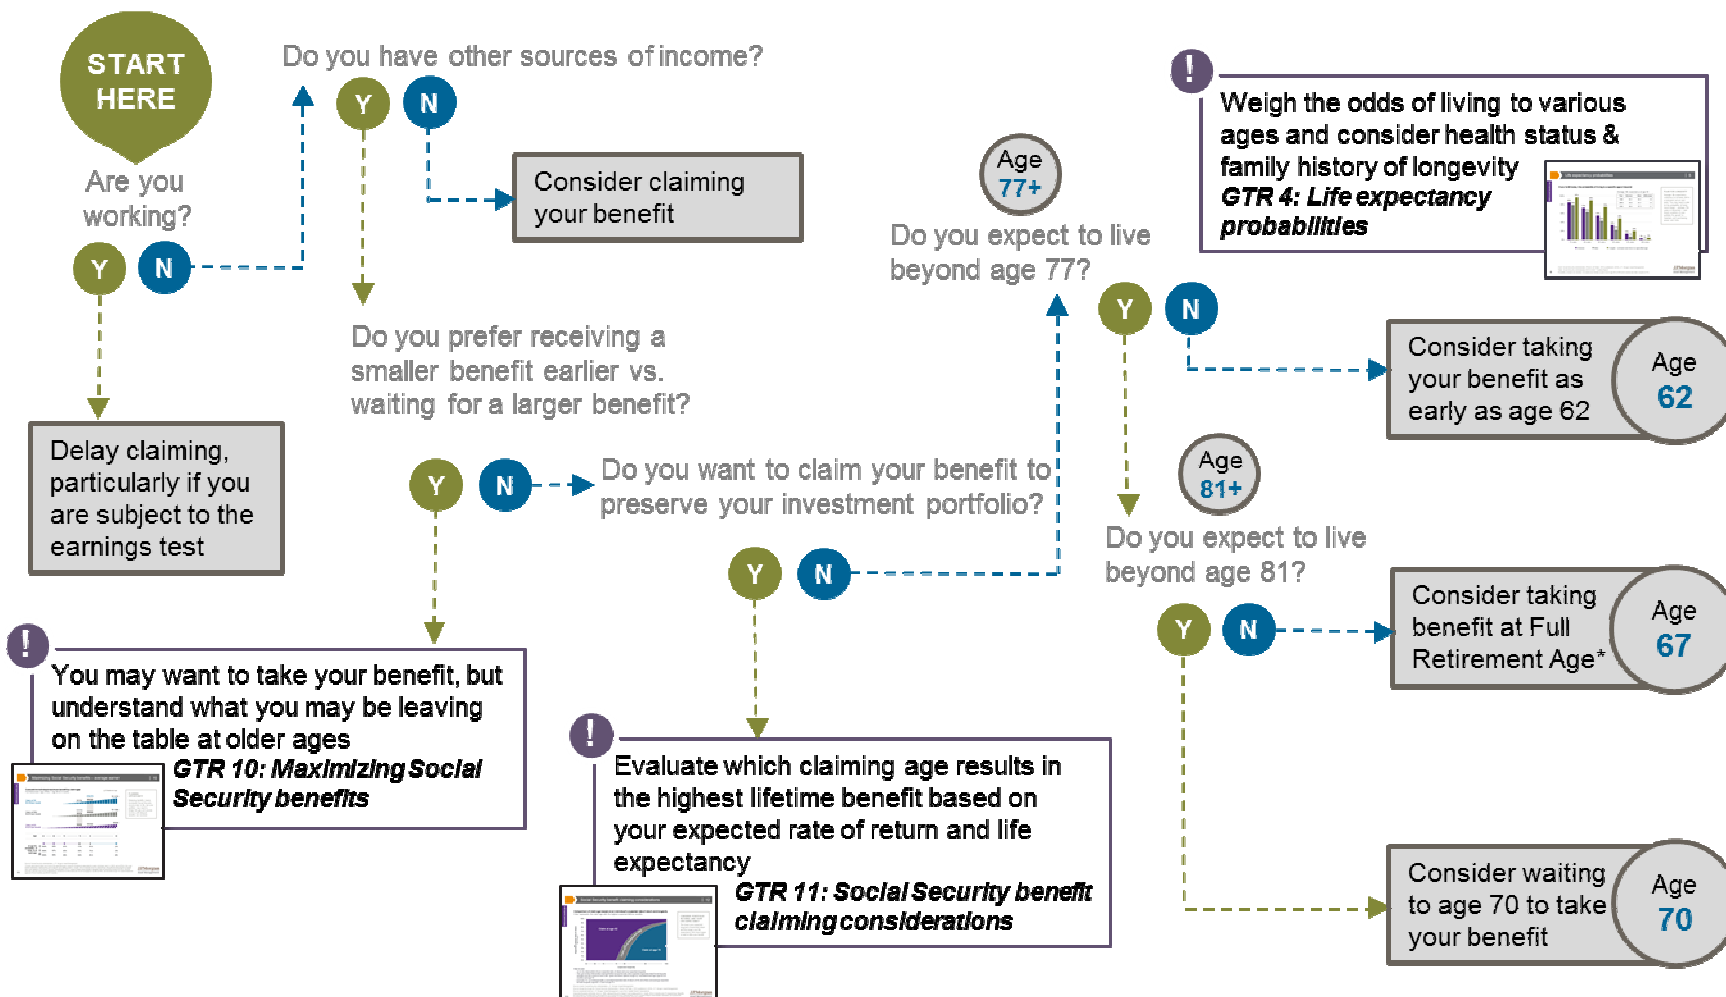 START
HERE
Are you
working?
Y
N
Do you have other sources of income?
Y
N
Consider claiming
your benefit
Delay claiming,
particularly if you
are subject to the
earnings test
Do you prefer receiving a
smaller benefit earlier vs.
waiting for a larger benefit?
Y
N
Do you want to claim your benefit to
preserve your investment portfolio?
Y
N
!
You may want to take your benefit, but
understand what you may be leaving
on the table at older ages
GTR 10: Maximizing Social
Security benefits
!
Evaluate which claiming age results in
the highest lifetime benefit based on
your expected rate of return and life
expectancy
GTR 11: Social Security benefit
claiming considerations
Age
77+
Do you expect to live
beyond age 77?
Y
N
!
Weigh the odds of living to various
ages and consider health status &
family history of longevity
GTR 4: Life expectancy
probabilities
Consider taking
your benefit as
early as age 62
Age
62
Age
81+
Do you expect to live
beyond age 81?
Y
N
Consider taking
benefit at Full
Retirement Age*
Age
67
Consider waiting
to age 70 to take
your benefit
Age
70